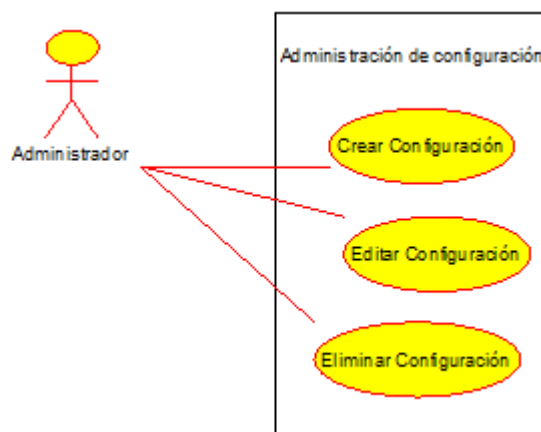 Administración de configuración
Crear Configuración
Administrador
Editar Configuración
Eliminar Configuración